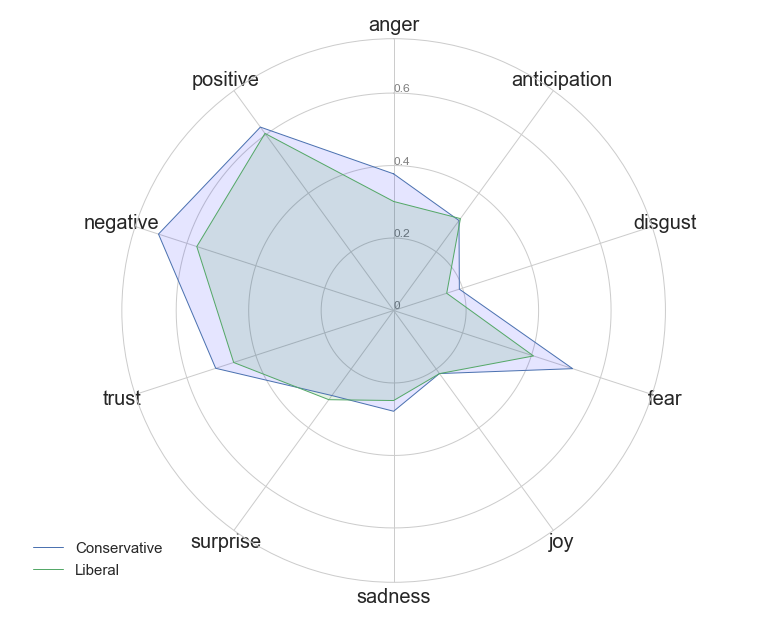 anger
positive
anticipation
0.6
0.4
negative
disgust
0.2
0
trust
fear
surprise
joy
Conservative
Liberal
sadness